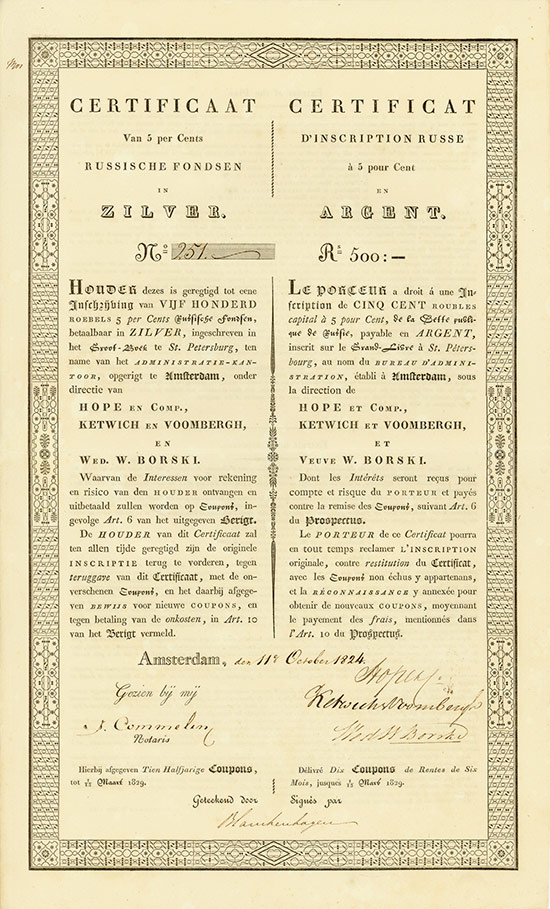 CERTIFICAAT
Van 5 per Cents
RUSSISCHE FONDSEN
IN
ZILVER.
No 251.
HOUDER dezes is geregtigd tot eene
Inschryving van VIJF HONDERD
ROEBELS 5 per Cents Russische Fondsen,
betaalbaar in ZILVER, ingeschreven in
het Groot-Boek te St. Petersburg, ten
name van het ADMINISTRATIE-KAN-
TOOR, opgerigt te Amsterdam, onder
directie van
HOPE EN COMP.,
KETWICH EN VOOMBERGH,
EN
WED. W. BORSKI.
Waarvan de Interessen voor rekening
en risico van den HOUDER ontvangen en
uitbetaald zullen worden op Coupons, in-
gevolge Art. 6 van het uitgegeven Berigt.
De HOUDER van dit Certificaat zal
ten allen tijde geregtigd zijn de originele
INSCRIPTIE terug te vorderen, tegen
teruggave van dit Certificaat, met de on-
verschenen Coupons, en het daarbij afgege-
ven BEWIJS voor nieuwe COUPONS, en
tegen betaling van de onkosten, in Art. 10
van het Berigt vermeld.
CERTIFICAT
D'INSCRIPTION RUSSE
à 5 pour Cent
EN
ARGENT.
Rs 500:—
LE PORTEUR a droit á une In-
scription de CINQ CENT ROUBLES
capital à 5 pour Cent, de la Dette publi-
que de Russie, payable en ARGENT,
inscrit sur le Grand-Livre à St. Péters-
bourg, au nom du BUREAU D'ADMINI-
STRATION, établi à Amsterdam, sous
la direction de
HOPE ET COMP.,
KETWICH ET VOOMBERGH,
ET
VEUVE W. BORSKI.
Dont les Intérêts seront reçus pour
compte et risque du PORTEUR et payés
contre la remise des Coupons, suivant Art. 6
du Prospectus.
Le PORTEUR de ce Certificat pourra
en tout temps reclamer L'INSCRIPTION
originale, contre restitution du Certificat,
avec les Coupons non échus y appartenans,
et la RÉCONNAISSANCE y annexée pour
obtenir de nouveaux COUPONS, moyennant
le payement des frais, mentionnés dans
l'Art. 10 du Prospectus.
Amsterdam, den 11e October 1824.
Gezien bij mij
J. Commelin
Notaris
Hope &
Ketwich & Voombergh
Wed W Borski
Hierbij afgegeven Tien Halfjarige Coupons,
tot 1/13 Maart 1829.
Délivré Dix Coupons de Rentes de Six
Mois, jusques 1/13 Mars 1829.
Geteekend door
Signés par
Blanckenhagen